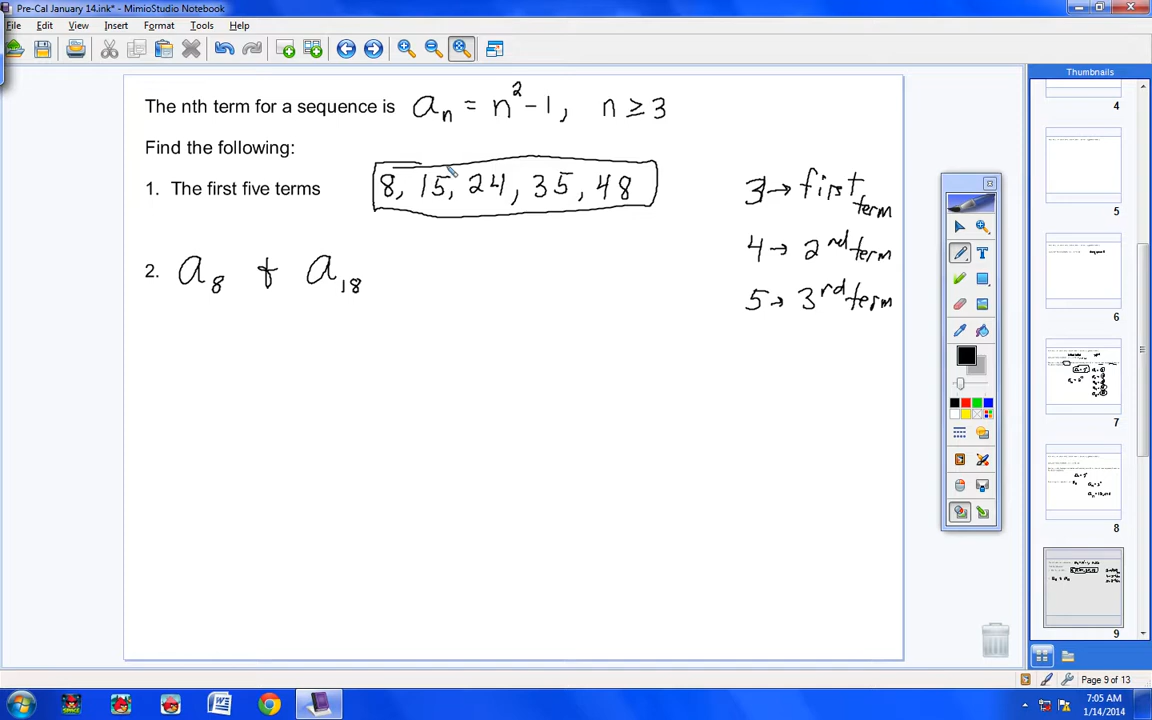 Pre-Cal January 14.ink* - MimioStudio Notebook
File Edit View Insert Format Tools Help
The nth term for a sequence is aₙ = n² - 1, n ≥ 3
Find the following:
1. The first five terms 8, 15, 24, 35, 48
2. a₈ & a₁₈
3 → first term
4 → 2nd term
5 → 3rd term
Thumbnails
4
5
6
7
8
9
Page 9 of 13
7:05 AM
1/14/2014